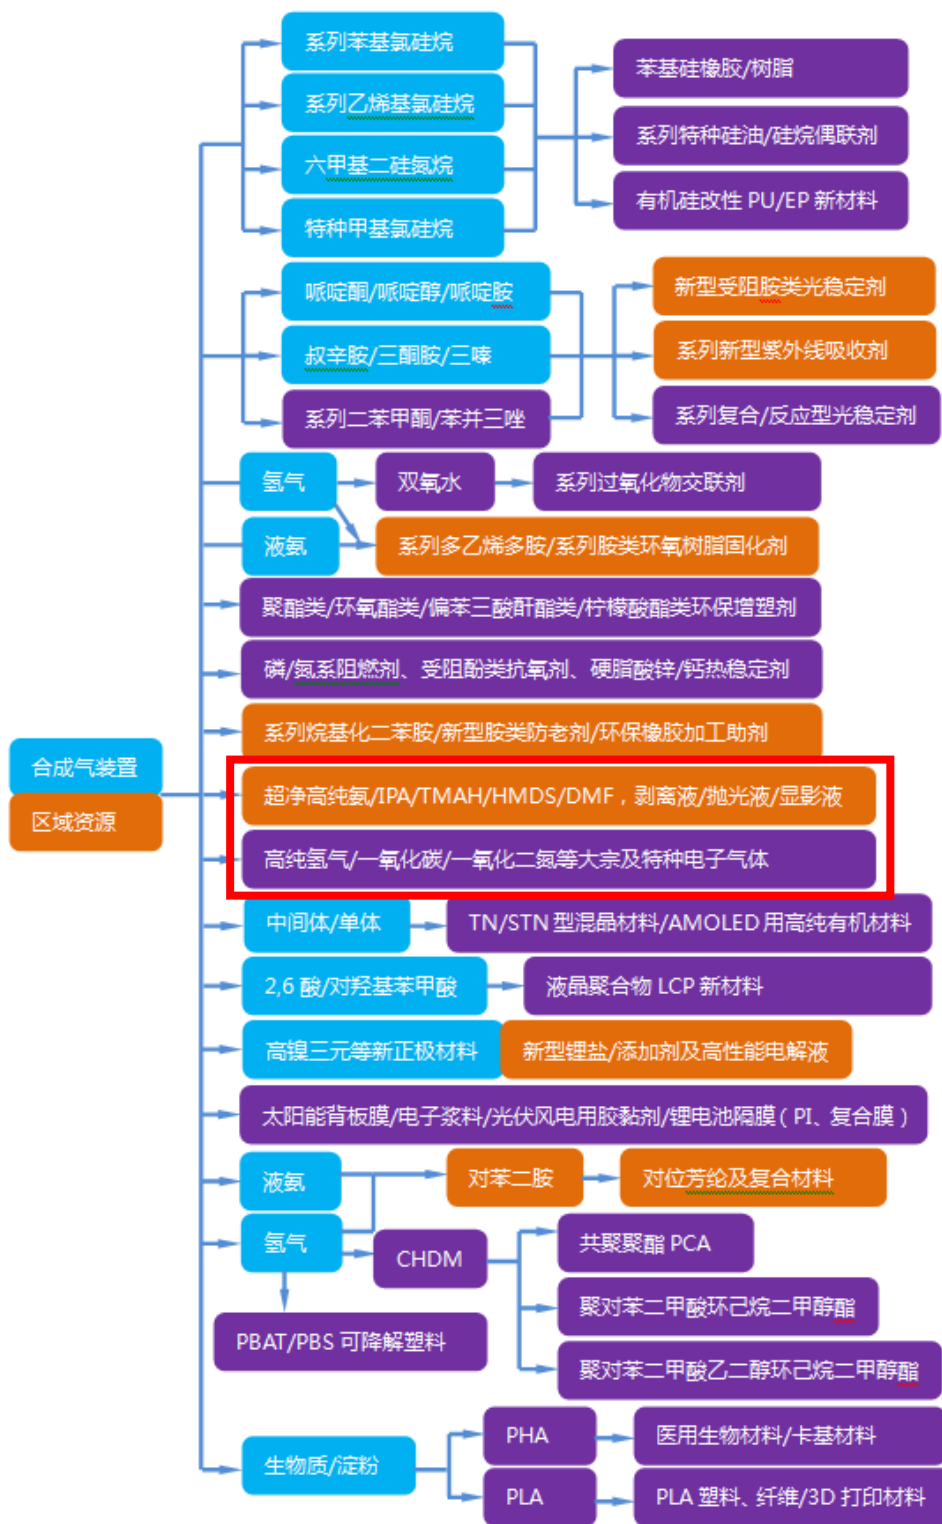 系列苯基氯硅烷
系列乙烯基氯硅烷
六甲基二硅氮烷
特种甲基氯硅烷
苯基硅橡胶/树脂
系列特种硅油/硅烷偶联剂
有机硅改性 PU/EP 新材料
哌啶酮/哌啶醇/哌啶胺
叔辛胺/三酮胺/三嗪
系列二苯甲酮/苯并三唑
新型受阻胺类光稳定剂
系列新型紫外线吸收剂
系列复合/反应型光稳定剂
氢气
双氧水
系列过氧化物交联剂
液氨
系列多乙烯多胺/系列胺类环氧树脂固化剂
聚酯类/环氧酯类/偏苯三酸酐酯类/柠檬酸酯类环保增塑剂
磷/氮系阻燃剂、受阻酚类抗氧剂、硬脂酸锌/钙热稳定剂
系列烷基化二苯胺/新型胺类防老剂/环保橡胶加工助剂
合成气装置
区域资源
超净高纯氨/IPA/TMAH/HMDS/DMF，剥离液/抛光液/显影液
高纯氢气/一氧化碳/一氧化二氮等大宗及特种电子气体
中间体/单体
TN/STN 型混晶材料/AMOLED 用高纯有机材料
2,6 酸/对羟基苯甲酸
液晶聚合物 LCP 新材料
高镍三元等新正极材料
新型锂盐/添加剂及高性能电解液
太阳能背板膜/电子浆料/光伏风电用胶黏剂/锂电池隔膜（PI、复合膜）
液氨
对苯二胺
对位芳纶及复合材料
氢气
CHDM
共聚聚酯 PCA
聚对苯二甲酸环己烷二甲醇酯
PBAT/PBS 可降解塑料
聚对苯二甲酸乙二醇环己烷二甲醇酯
生物质/淀粉
PHA
医用生物材料/卡基材料
PLA
PLA 塑料、纤维/3D 打印材料